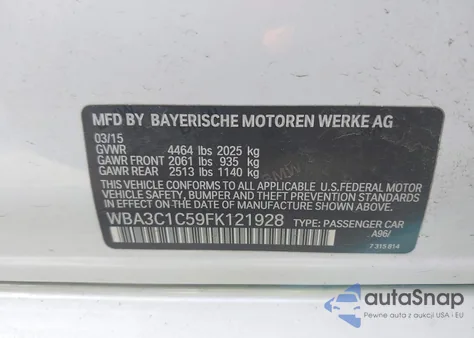 MFD BY BAYERISCHE MOTOREN WERKE AG
03/15
GVWR 4464 lbs 2025 kg
GAWR FRONT 2061 lbs 935 kg
GAWR REAR 2513 lbs 1140 kg
THIS VEHICLE CONFORMS TO ALL APPLICABLE U.S.FEDERAL MOTOR
VEHICLE SAFETY, BUMPER, AND THEFT PREVENTION STANDARDS
IN EFFECT ON THE DATE OF MANUFACTURE SHOWN ABOVE.
WBA3C1C59FK121928 TYPE: PASSENGER CAR
A96/
7 315 814
autoSnap
Pewne auta z aukcji USA i EU